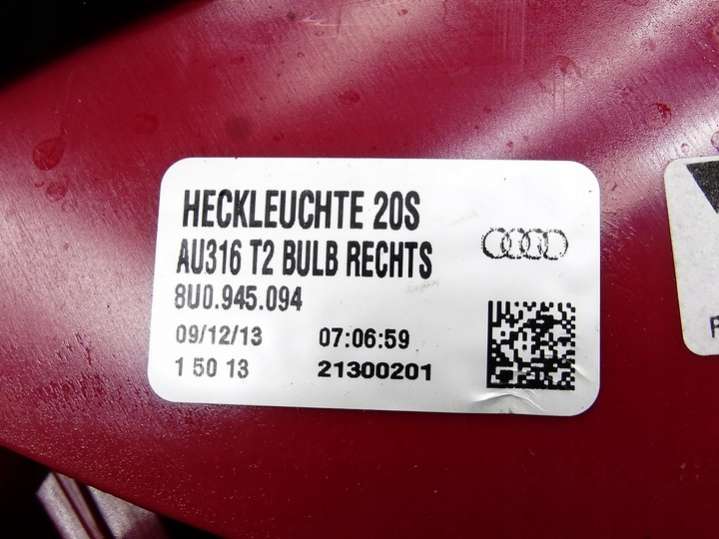 HECKLEUCHTE 20S
AU316 T2 BULB RECHTS
8U0.945.094
09/12/13 07:06:59
1 50 13 21300201